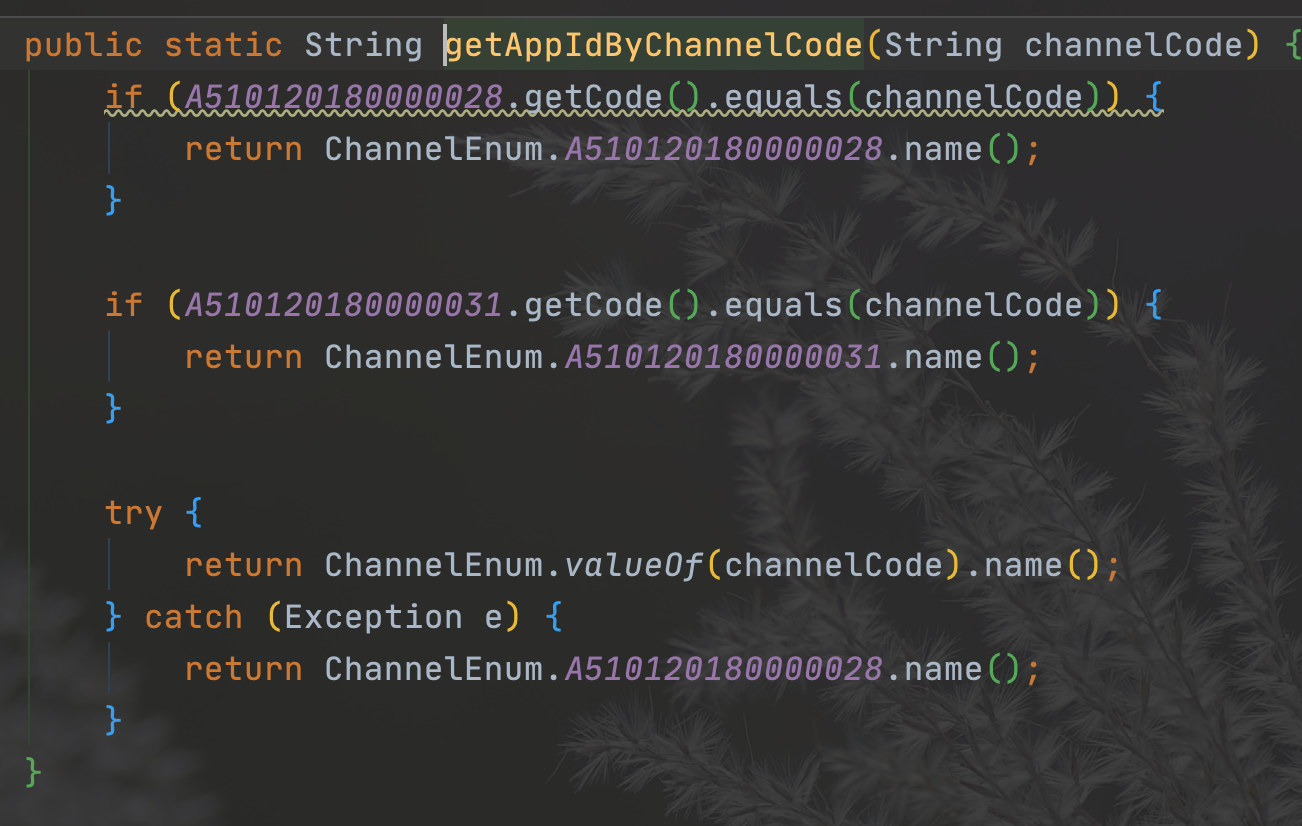 public static String getAppIdByChannelCode(String channelCode) {
if (A510120180000028.getCode().equals(channelCode)) {
return ChannelEnum.A510120180000028.name();
}
if (A510120180000031.getCode().equals(channelCode)) {
return ChannelEnum.A510120180000031.name();
}
try {
return ChannelEnum.valueOf(channelCode).name();
} catch (Exception e) {
return ChannelEnum.A510120180000028.name();
}
}